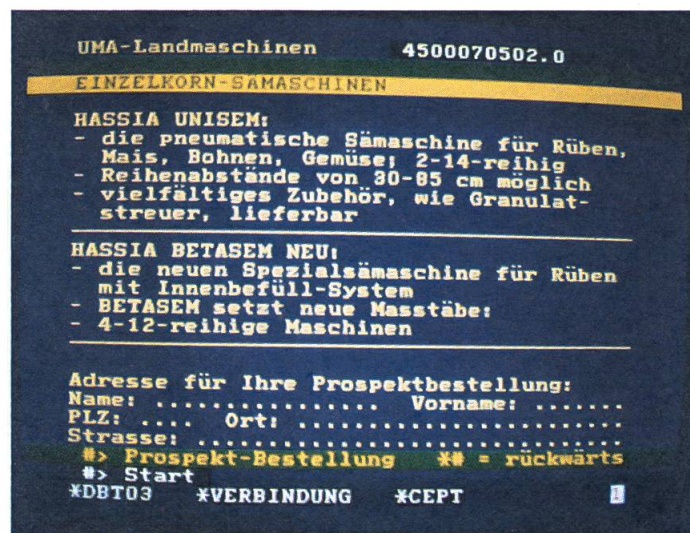 UMA-Landmaschinen 4500070502.0
EINZELKORN-SÄMASCHINEN
HASSIA UNISEM:
- die pneumatische Sämaschine für Rüben,
Mais, Bohnen, Gemüse; 2-14-reihig
- Reihenabstände von 30-85 cm möglich
- vielfältiges Zubehör, wie Granulat-
streuer, lieferbar
HASSIA BETASEM NEU:
- die neuen Spezialsämaschine für Rüben
mit Innenbefüll-System
- BETASEM setzt neue Masstäbe:
- 4-12-reihige Maschinen
Adresse für Ihre Prospektbestellung:
Name: ................ Vorname: .......
PLZ: .... Ort: .........................
Strasse: ...............................
#> Prospekt-Bestellung *# = rückwärts
#> Start
*DBT03 *VERBINDUNG *CEPT 1